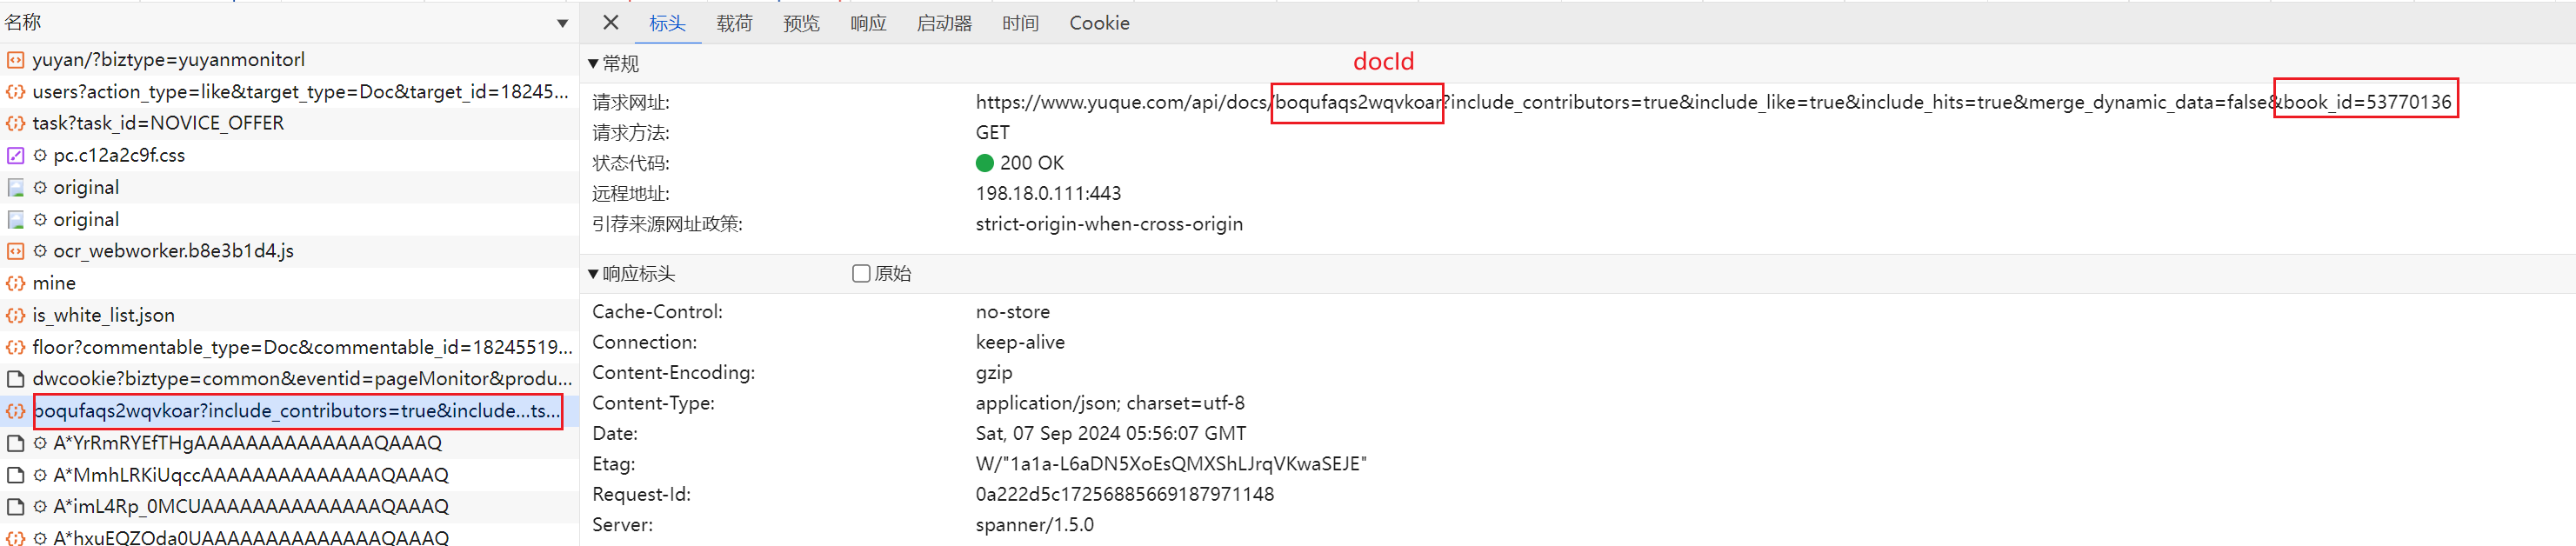 名称
yuyan/?biztype=yuyanmonitorl
users?action_type=like&target_type=Doc&target_id=18245...
task?task_id=NOVICE_OFFER
pc.c12a2c9f.css
original
original
ocr_webworker.b8e3b1d4.js
mine
is_white_list.json
floor?commentable_type=Doc&commentable_id=18245519...
dwcookie?biztype=common&eventid=pageMonitor&produ...
boqufaqs2wqvkoar?include_contributors=true&include...ts...
A*YrRmRYEfTHgAAAAAAAAAAAAAAQAAAQ
A*MmhLRKiUqccAAAAAAAAAAAAAAQAAAQ
A*imL4Rp_0MCUAAAAAAAAAAAAAAQAAAQ
A*hxuEQZOda0UAAAAAAAAAAAAAAQAAAQ
标头 载荷 预览 响应 启动器 时间 Cookie
常规
docId
请求网址: https://www.yuque.com/api/docs/boqufaqs2wqvkoar?include_contributors=true&include_like=true&include_hits=true&merge_dynamic_data=false&book_id=53770136
请求方法: GET
状态代码: 200 OK
远程地址: 198.18.0.111:443
引荐来源网址政策: strict-origin-when-cross-origin
响应标头 原始
Cache-Control: no-store
Connection: keep-alive
Content-Encoding: gzip
Content-Type: application/json; charset=utf-8
Date: Sat, 07 Sep 2024 05:56:07 GMT
Etag: W/"1a1a-L6aDN5XoEsQMXShLJrqVKwaSEJE"
Request-Id: 0a222d5c17256885669187971148
Server: spanner/1.5.0